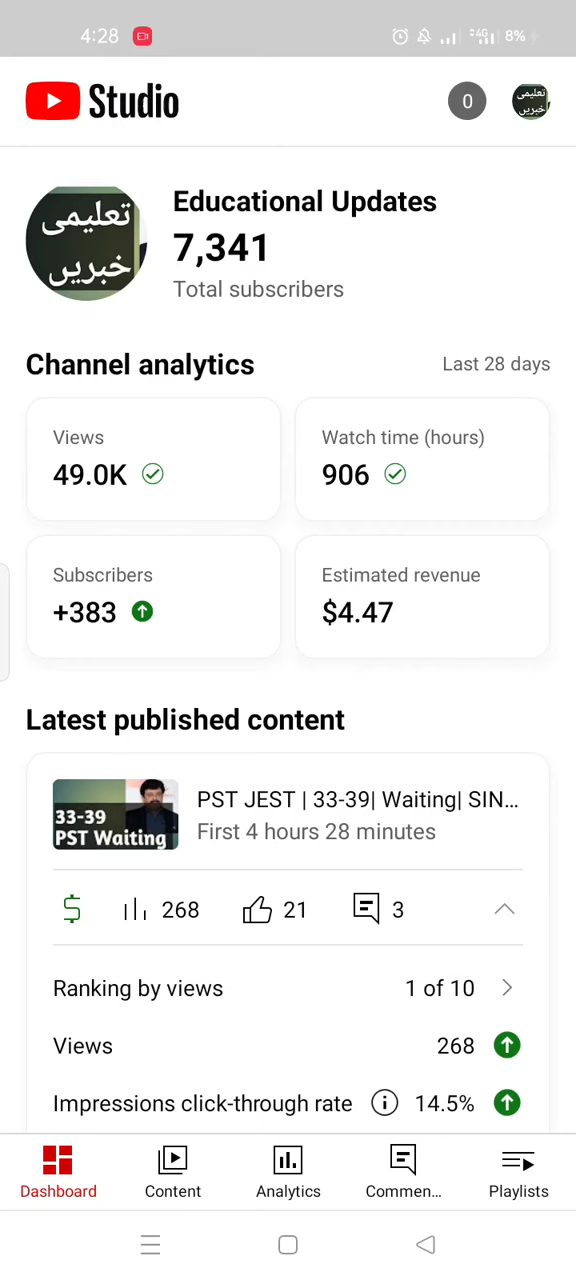 4:28
4G
8%
Studio
0
تعلیمی
خبریں
تعلیمی
خبریں
Educational Updates
7,341
Total subscribers
Channel analytics
Last 28 days
Views
49.0K
Watch time (hours)
906
Subscribers
+383
Estimated revenue
$4.47
Latest published content
33-39
PST Waiting
PST JEST | 33-39| Waiting| SIN...
First 4 hours 28 minutes
$
268
21
3
Ranking by views
1 of 10
Views
268
Impressions click-through rate
14.5%
Dashboard
Content
Analytics
Commen...
Playlists